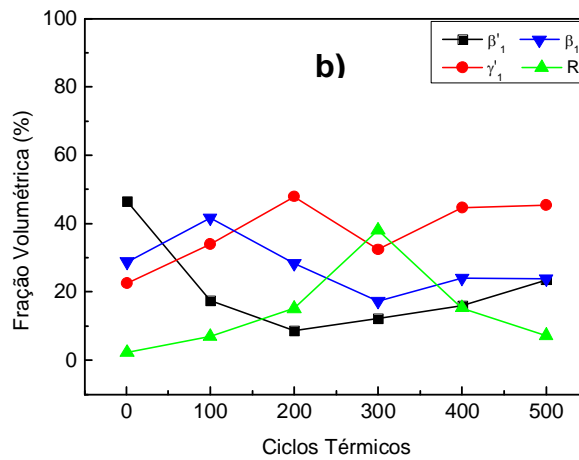 b)
β'₁
β₁
γ'₁
R
Fração Volumétrica (%)
100
80
60
40
20
0
0 100 200 300 400 500
Ciclos Térmicos